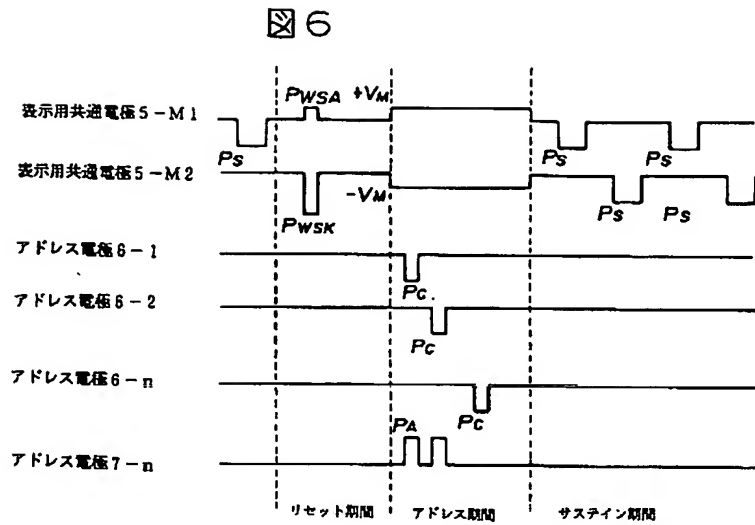 図6
PWSA +VM
表示用共通電極5-M1
PS PS PS
表示用共通電極5-M2
-VM
PWSK PS PS
アドレス電極6-1
PC.
アドレス電極6-2
PC
アドレス電極6-n
PC
PA
アドレス電極7-n
リセット期間 アドレス期間 サステイン期間